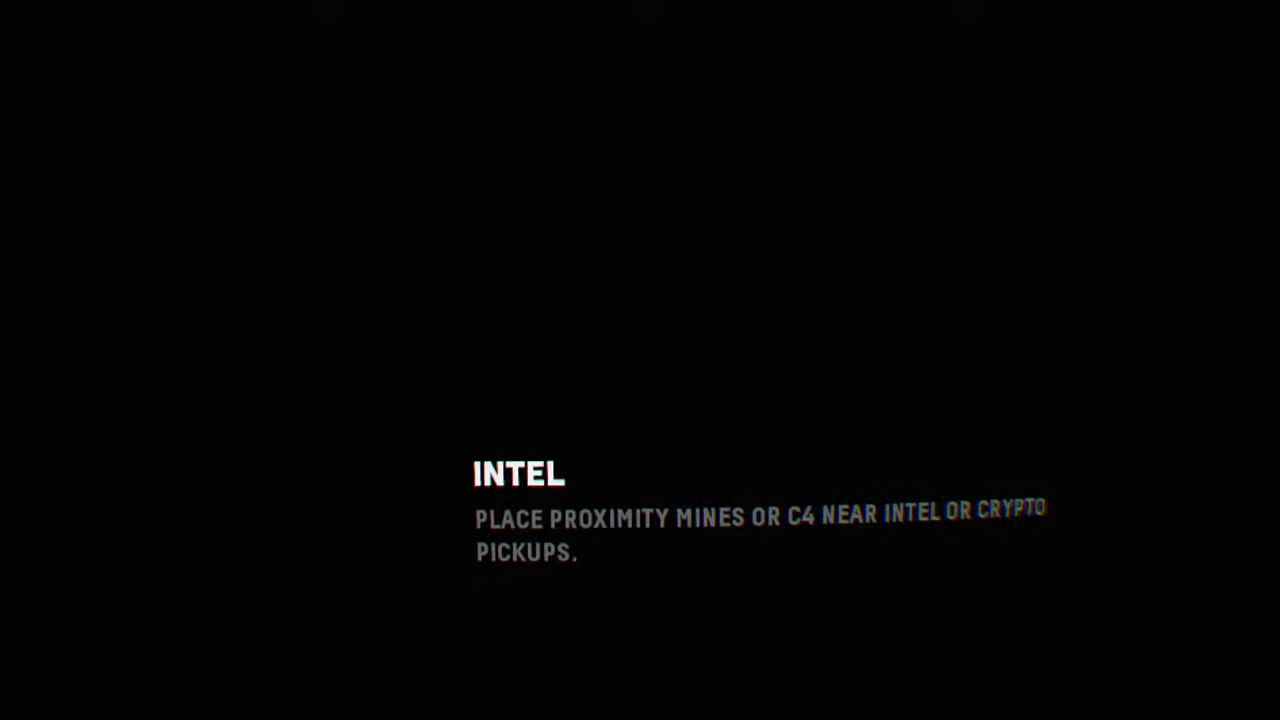 INTEL
PLACE PROXIMITY MINES OR C4 NEAR INTEL OR CRYPTO
PICKUPS.